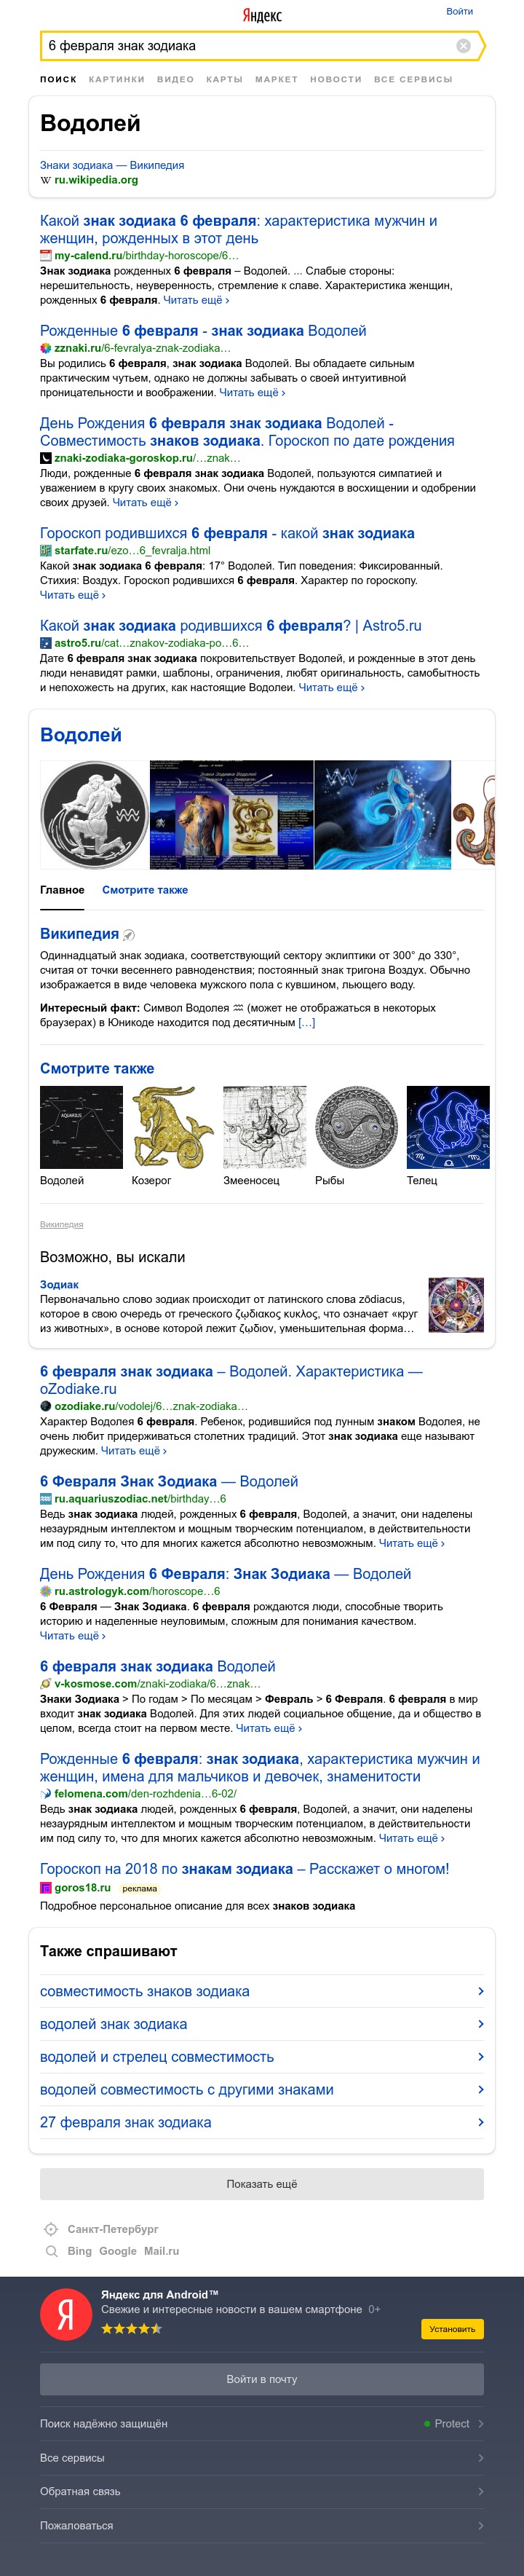 Яндекс
Войти
6 февраля знак зодиака
ПОИСК КАРТИНКИ ВИДЕО КАРТЫ МАРКЕТ НОВОСТИ ВСЕ СЕРВИСЫ
Водолей
Знаки зодиака — Википедия
ru.wikipedia.org
Какой знак зодиака 6 февраля: характеристика мужчин и
женщин, рожденных в этот день
my-calend.ru/birthday-horoscope/6…
Знак зодиака рожденных 6 февраля – Водолей. ... Слабые стороны:
нерешительность, неуверенность, стремление к славе. Характеристика женщин,
рожденных 6 февраля. Читать ещё ›
Рожденные 6 февраля - знак зодиака Водолей
zznaki.ru/6-fevralya-znak-zodiaka…
Вы родились 6 февраля, знак зодиака Водолей. Вы обладаете сильным
практическим чутьем, однако не должны забывать о своей интуитивной
проницательности и воображении. Читать ещё ›
День Рождения 6 февраля знак зодиака Водолей -
Совместимость знаков зодиака. Гороскоп по дате рождения
znaki-zodiaka-goroskop.ru/…znak…
Люди, рожденные 6 февраля знак зодиака Водолей, пользуются симпатией и
уважением в кругу своих знакомых. Они очень нуждаются в восхищении и одобрении
своих друзей. Читать ещё ›
Гороскоп родившихся 6 февраля - какой знак зодиака
starfate.ru/ezo…6_fevralja.html
Какой знак зодиака 6 февраля: 17° Водолей. Тип поведения: Фиксированный.
Стихия: Воздух. Гороскоп родившихся 6 февраля. Характер по гороскопу.
Читать ещё ›
Какой знак зодиака родившихся 6 февраля? | Astro5.ru
astro5.ru/cat…znakov-zodiaka-po…6…
Дате 6 февраля знак зодиака покровительствует Водолей, и рожденные в этот день
люди ненавидят рамки, шаблоны, ограничения, любят оригинальность, самобытность
и непохожесть на других, как настоящие Водолеи. Читать ещё ›
Водолей
Главное Смотрите также
Википедия
Одиннадцатый знак зодиака, соответствующий сектору эклиптики от 300° до 330°,
считая от точки весеннего равноденствия; постоянный знак тригона Воздух. Обычно
изображается в виде человека мужского пола с кувшином, льющего воду.
Интересный факт: Символ Водолея ♒ (может не отображаться в некоторых
браузерах) в Юникоде находится под десятичным [...]
Смотрите также
AQUARIUS
Водолей Козерог Змееносец Рыбы Телец
Википедия
Возможно, вы искали
Зодиак
Первоначально слово зодиак происходит от латинского слова zōdiacus,
которое в свою очередь от греческого ζῳδιακος κυκλος, что означает «круг
из животных», в основе которой лежит ζῳδιον, уменьшительная форма…
6 февраля знак зодиака – Водолей. Характеристика —
oZodiake.ru
ozodiake.ru/vodolej/6…znak-zodiaka…
Характер Водолея 6 февраля. Ребенок, родившийся под лунным знаком Водолея, не
очень любит придерживаться столетних традиций. Этот знак зодиака еще называют
дружеским. Читать ещё ›
6 Февраля Знак Зодиака — Водолей
ru.aquariuszodiac.net/birthday…6
Ведь знак зодиака людей, рожденных 6 февраля, Водолей, а значит, они наделены
незаурядным интеллектом и мощным творческим потенциалом, в действительности
им под силу то, что для многих кажется абсолютно невозможным. Читать ещё ›
День Рождения 6 Февраля: Знак Зодиака — Водолей
ru.astrologyk.com/horoscope…6
6 Февраля — Знак Зодиака. 6 февраля рождаются люди, способные творить
историю и наделенные неуловимым, сложным для понимания качеством.
Читать ещё ›
6 февраля знак зодиака Водолей
v-kosmose.com/znaki-zodiaka/6…znak…
Знаки Зодиака > По годам > По месяцам > Февраль > 6 Февраля. 6 февраля в мир
входит знак зодиака Водолей. Для этих людей социальное общение, да и общество в
целом, всегда стоит на первом месте. Читать ещё ›
Рожденные 6 февраля: знак зодиака, характеристика мужчин и
женщин, имена для мальчиков и девочек, знаменитости
felomena.com/den-rozhdenia…6-02/
Ведь знак зодиака людей, рожденных 6 февраля, Водолей, а значит, они наделены
незаурядным интеллектом и мощным творческим потенциалом, в действительности
им под силу то, что для многих кажется абсолютно невозможным. Читать ещё ›
Гороскоп на 2018 по знакам зодиака – Расскажет о многом!
goros18.ru реклама
Подробное персональное описание для всех знаков зодиака
Также спрашивают
совместимость знаков зодиака
водолей знак зодиака
водолей и стрелец совместимость
водолей совместимость с другими знаками
27 февраля знак зодиака
Показать ещё
Санкт-Петербург
Bing Google Mail.ru
Яндекс для Android™
Свежие и интересные новости в вашем смартфоне 0+
Установить
Войти в почту
Поиск надёжно защищён Protect
Все сервисы
Обратная связь
Пожаловаться